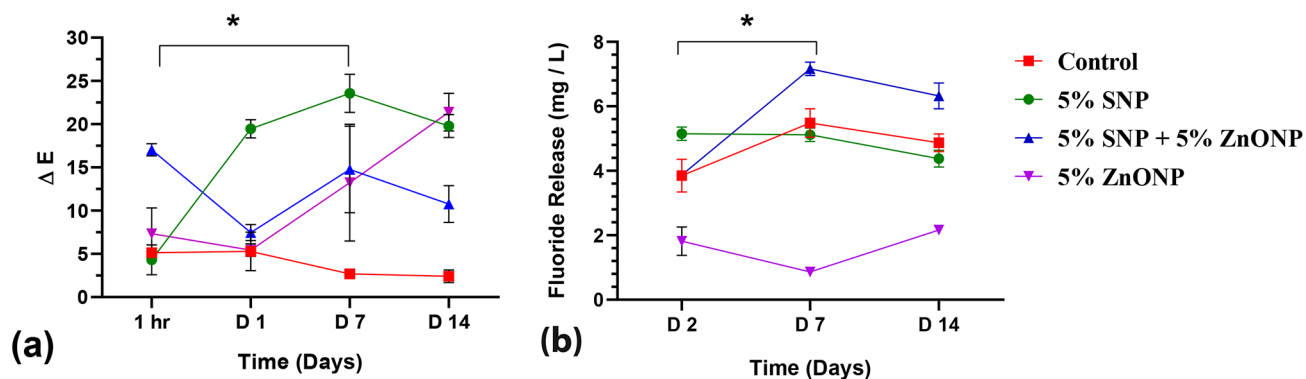 *
Δ E
30
25
20
15
10
5
0
1 hr D 1 D 7 D 14
Time (Days)
(a)
*
Fluoride Release (mg / L)
8
6
4
2
0
D 2 D 7 D 14
Time (Days)
(b)
Control
5% SNP
5% SNP + 5% ZnONP
5% ZnONP